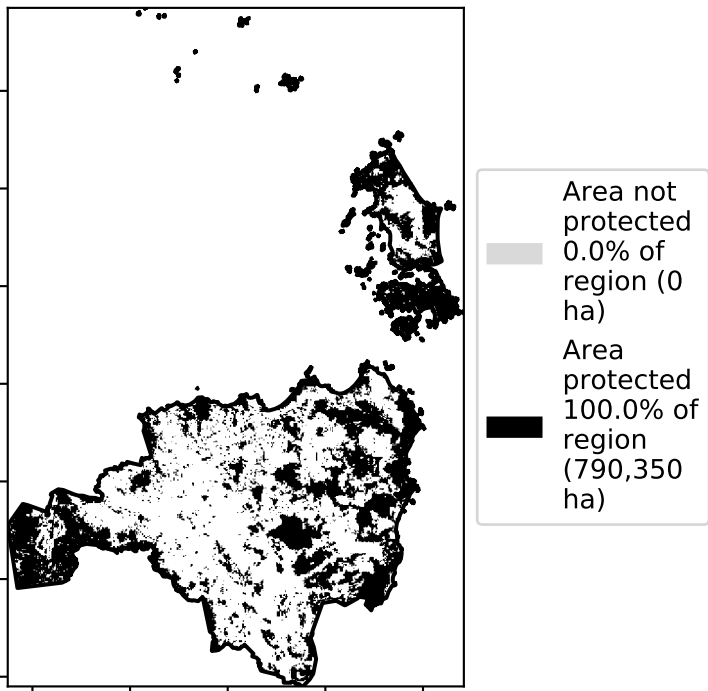 Area not
protected
0.0% of
region (0
ha)
Area
protected
100.0% of
region
(790,350
ha)